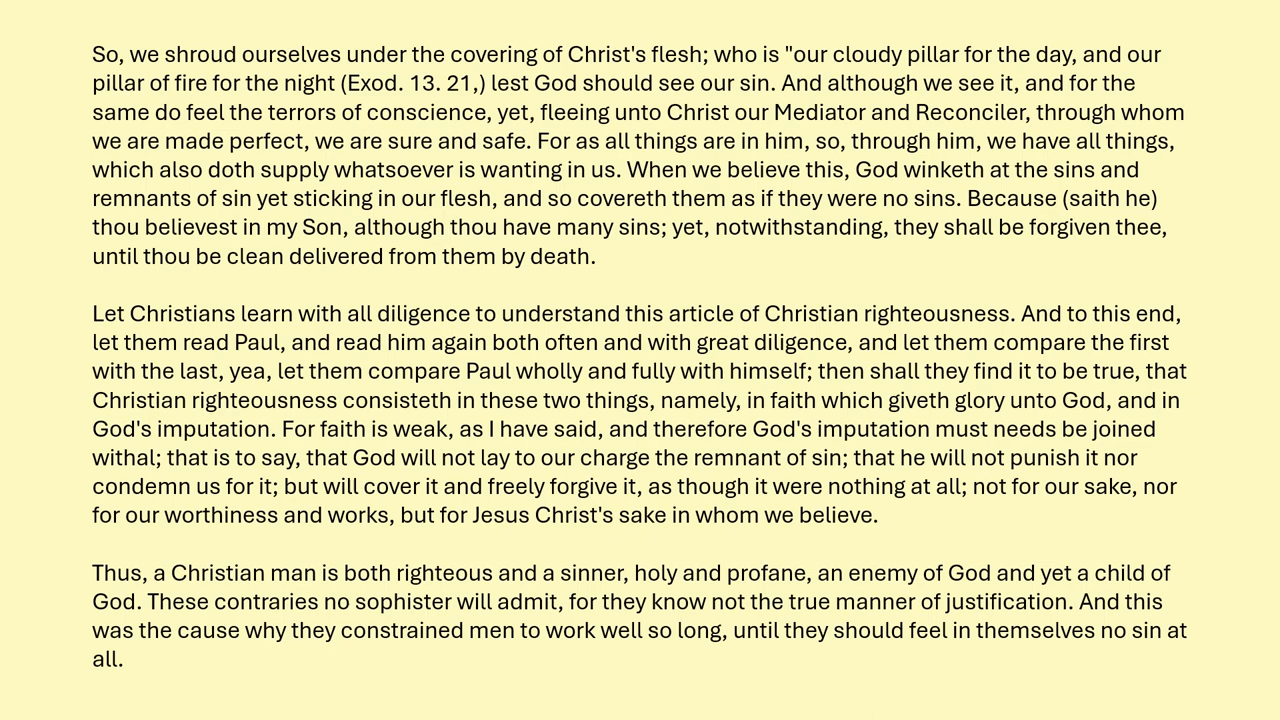 So, we shroud ourselves under the covering of Christ's flesh; who is "our cloudy pillar for the day, and our
pillar of fire for the night (Exod. 13. 21,) lest God should see our sin. And although we see it, and for the
same do feel the terrors of conscience, yet, fleeing unto Christ our Mediator and Reconciler, through whom
we are made perfect, we are sure and safe. For as all things are in him, so, through him, we have all things,
which also doth supply whatsoever is wanting in us. When we believe this, God winketh at the sins and
remnants of sin yet sticking in our flesh, and so covereth them as if they were no sins. Because (saith he)
thou believest in my Son, although thou have many sins; yet, notwithstanding, they shall be forgiven thee,
until thou be clean delivered from them by death.

Let Christians learn with all diligence to understand this article of Christian righteousness. And to this end,
let them read Paul, and read him again both often and with great diligence, and let them compare the first
with the last, yea, let them compare Paul wholly and fully with himself; then shall they find it to be true, that
Christian righteousness consisteth in these two things, namely, in faith which giveth glory unto God, and in
God's imputation. For faith is weak, as I have said, and therefore God's imputation must needs be joined
withal; that is to say, that God will not lay to our charge the remnant of sin; that he will not punish it nor
condemn us for it; but will cover it and freely forgive it, as though it were nothing at all; not for our sake, nor
for our worthiness and works, but for Jesus Christ's sake in whom we believe.

Thus, a Christian man is both righteous and a sinner, holy and profane, an enemy of God and yet a child of
God. These contraries no sophister will admit, for they know not the true manner of justification. And this
was the cause why they constrained men to work well so long, until they should feel in themselves no sin at
all.